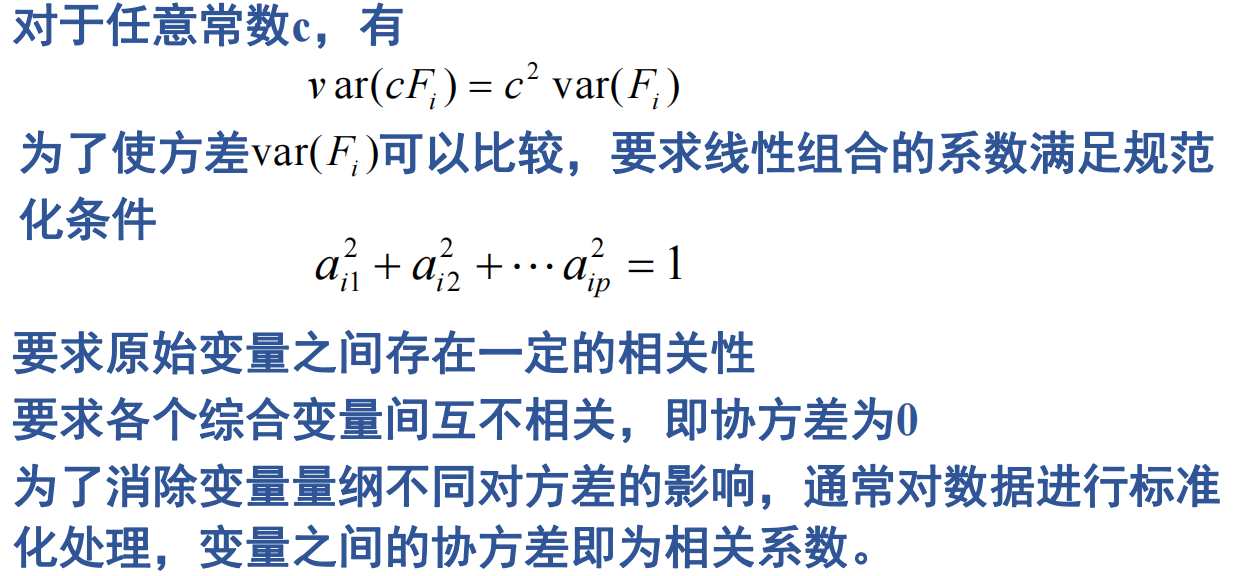 对于任意常数c，有
var(cF_i) = c^2 var(F_i)
为了使方差var(F_i)可以比较，要求线性组合的系数满足规范
化条件
a_{i1}^2 + a_{i2}^2 + ⋯ a_{ip}^2 = 1
要求原始变量之间存在一定的相关性
要求各个综合变量间互不相关，即协方差为0
为了消除变量量纲不同对方差的影响，通常对数据进行标准
化处理，变量之间的协方差即为相关系数。